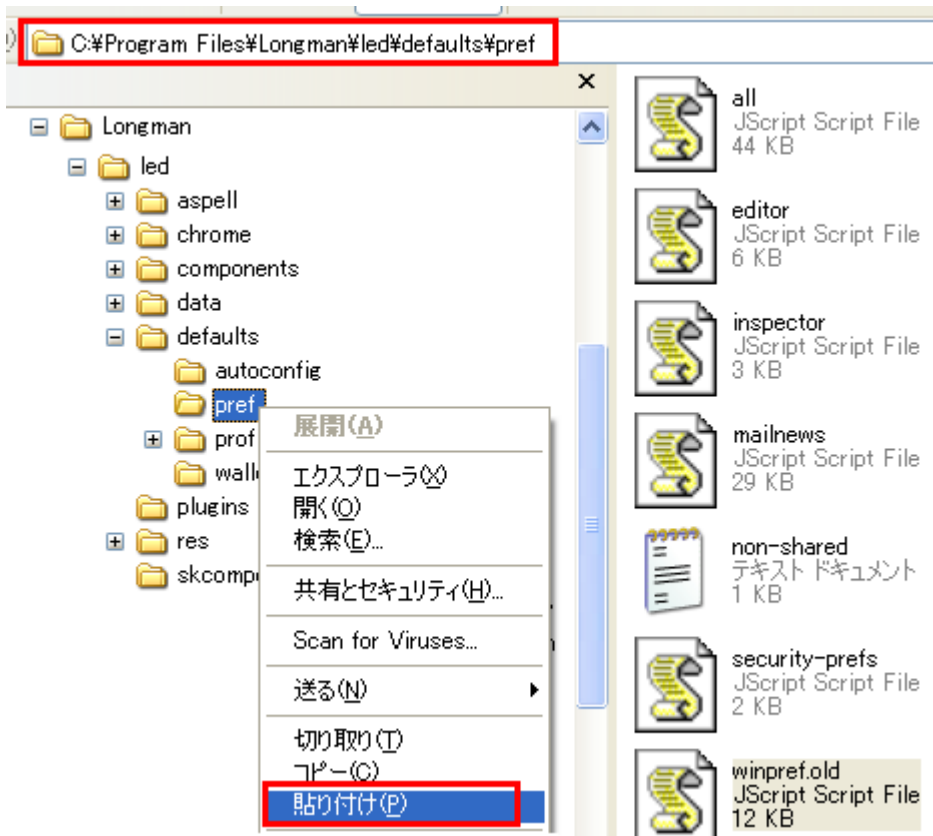 C:¥Program Files¥Longman¥led¥defaults¥pref
Longman
led
aspell
chrome
components
data
defaults
autoconfig
pref
prof
walle
plugins
res
skcomp
展開(A)
エクスプローラ(X)
開く(O)
検索(E)...
共有とセキュリティ(H)...
Scan for Viruses...
送る(N)
切り取り(T)
コピー(C)
貼り付け(P)
all
JScript Script File
44 KB
editor
JScript Script File
6 KB
inspector
JScript Script File
3 KB
mailnews
JScript Script File
29 KB
non-shared
テキスト ドキュメント
1 KB
security-prefs
JScript Script File
2 KB
winpref.old
JScript Script File
12 KB